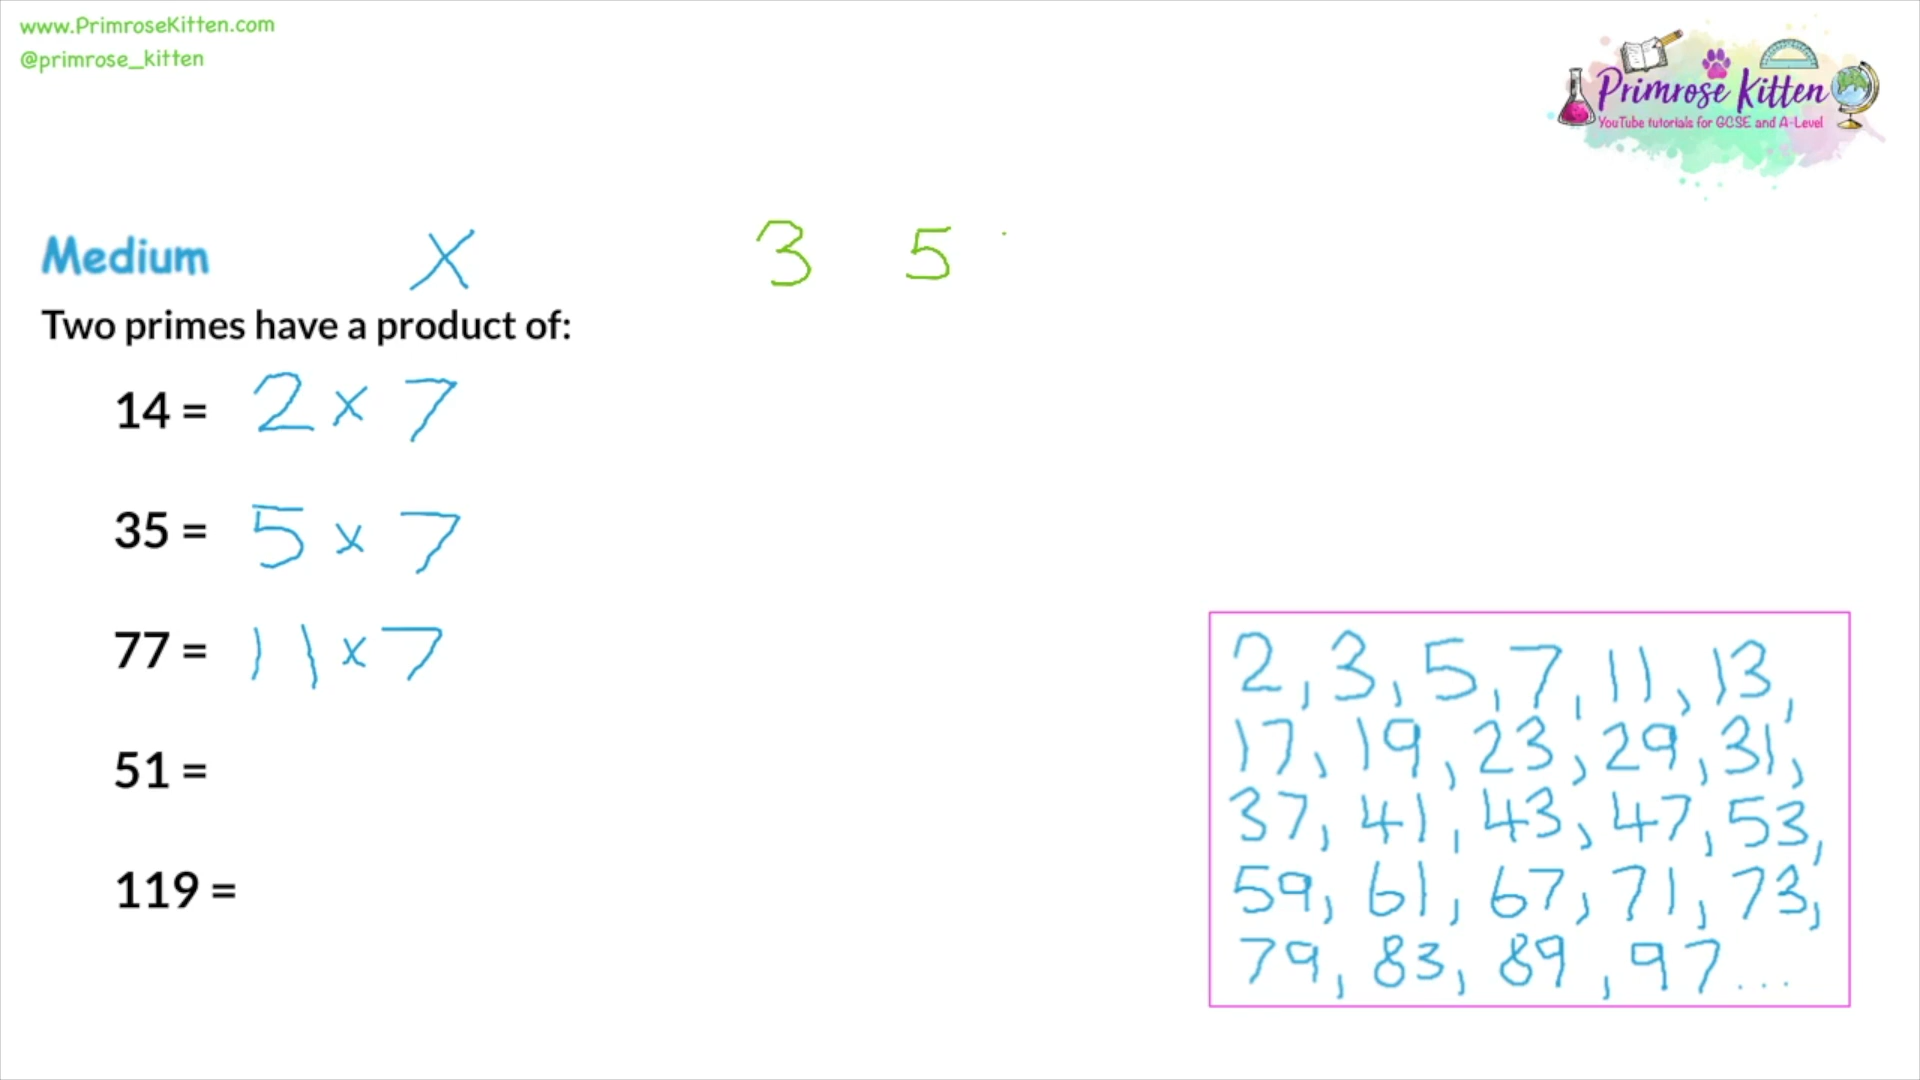 www.PrimroseKitten.com
@primrose_kitten
Primrose Kitten
YouTube tutorials for GCSE and A-Level
Medium x 3 5
Two primes have a product of:
14 = 2 x 7
35 = 5 x 7
77 = 11 x 7
51 =
119 =
2, 3, 5, 7, 11, 13,
17, 19, 23, 29, 31,
37, 41, 43, 47, 53,
59, 61, 67, 71, 73,
79, 83, 89, 97...